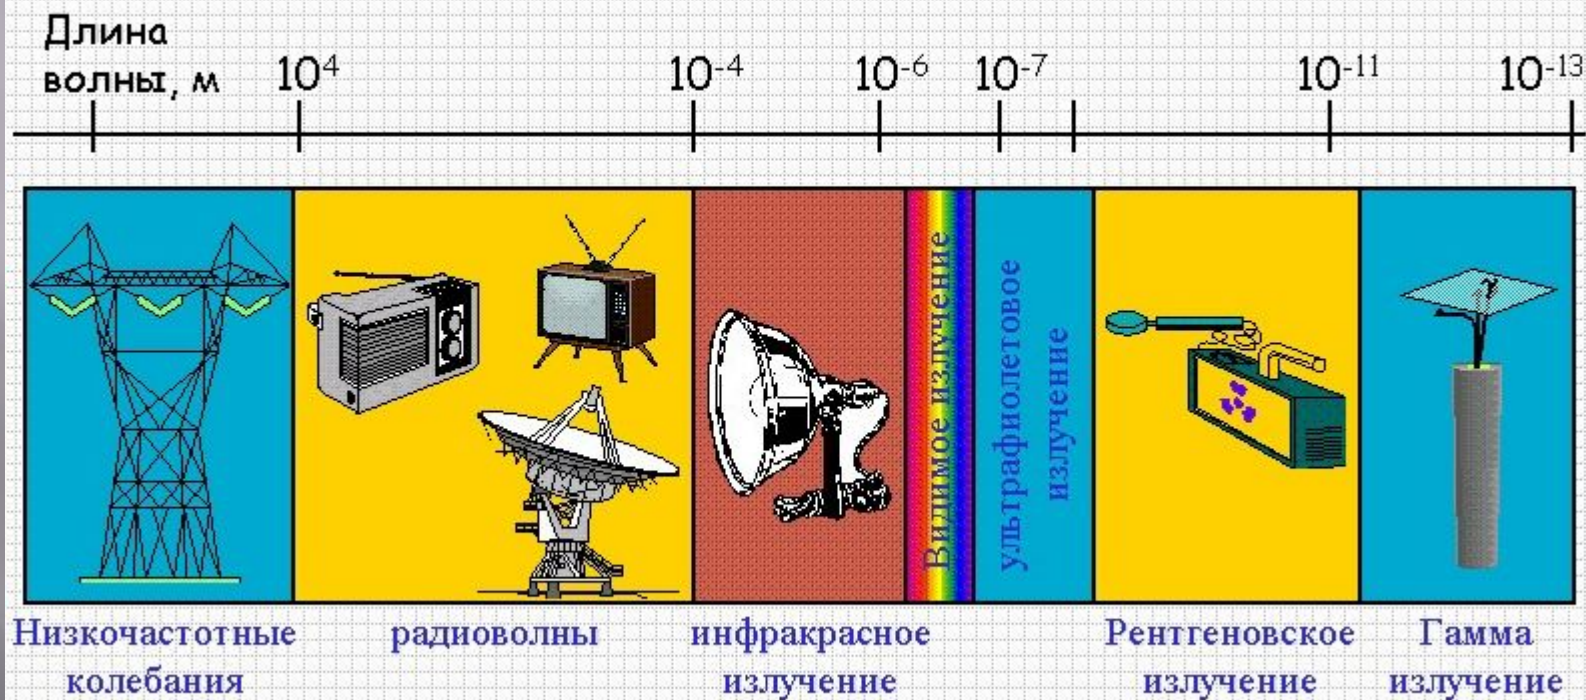 Длина
волны, м
10⁴
10⁻⁴
10⁻⁶
10⁻⁷
10⁻¹¹
10⁻¹³
Видимое излучение
ультрафиолетовое
излучение
γ
Низкочастотные
колебания
радиоволны
инфракрасное
излучение
Рентгеновское
излучение
Гамма
излучение